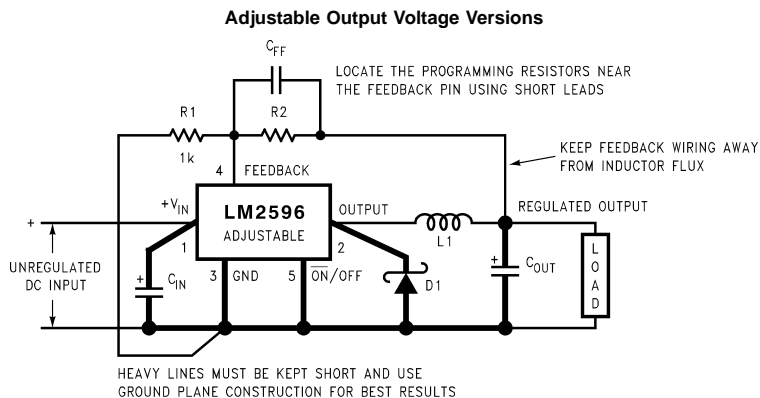 Adjustable Output Voltage Versions
CFF
LOCATE THE PROGRAMMING RESISTORS NEAR
THE FEEDBACK PIN USING SHORT LEADS
R1
R2
1k
KEEP FEEDBACK WIRING AWAY
FROM INDUCTOR FLUX
4
FEEDBACK
+VIN
LM2596
ADJUSTABLE
OUTPUT
REGULATED OUTPUT
+
1
2
L1
UNREGULATED
DC INPUT
+
CIN
3
GND
5
ON/OFF
D1
+
COUT
LOAD
HEAVY LINES MUST BE KEPT SHORT AND USE
GROUND PLANE CONSTRUCTION FOR BEST RESULTS